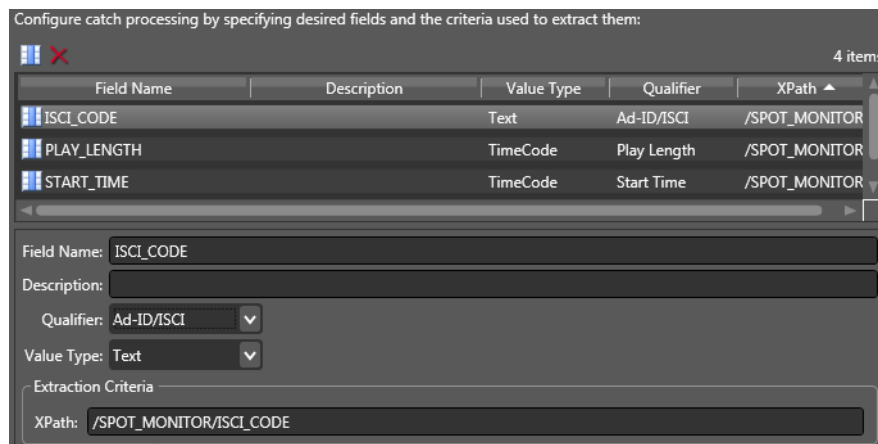 Configure catch processing by specifying desired fields and the criteria used to extract them:
4 items
Field Name Description Value Type Qualifier XPath
ISCI_CODE Text Ad-ID/ISCI /SPOT_MONITOR
PLAY_LENGTH TimeCode Play Length /SPOT_MONITOR
START_TIME TimeCode Start Time /SPOT_MONITOR
Field Name: ISCI_CODE
Description:
Qualifier: Ad-ID/ISCI
Value Type: Text
Extraction Criteria
XPath: /SPOT_MONITOR/ISCI_CODE